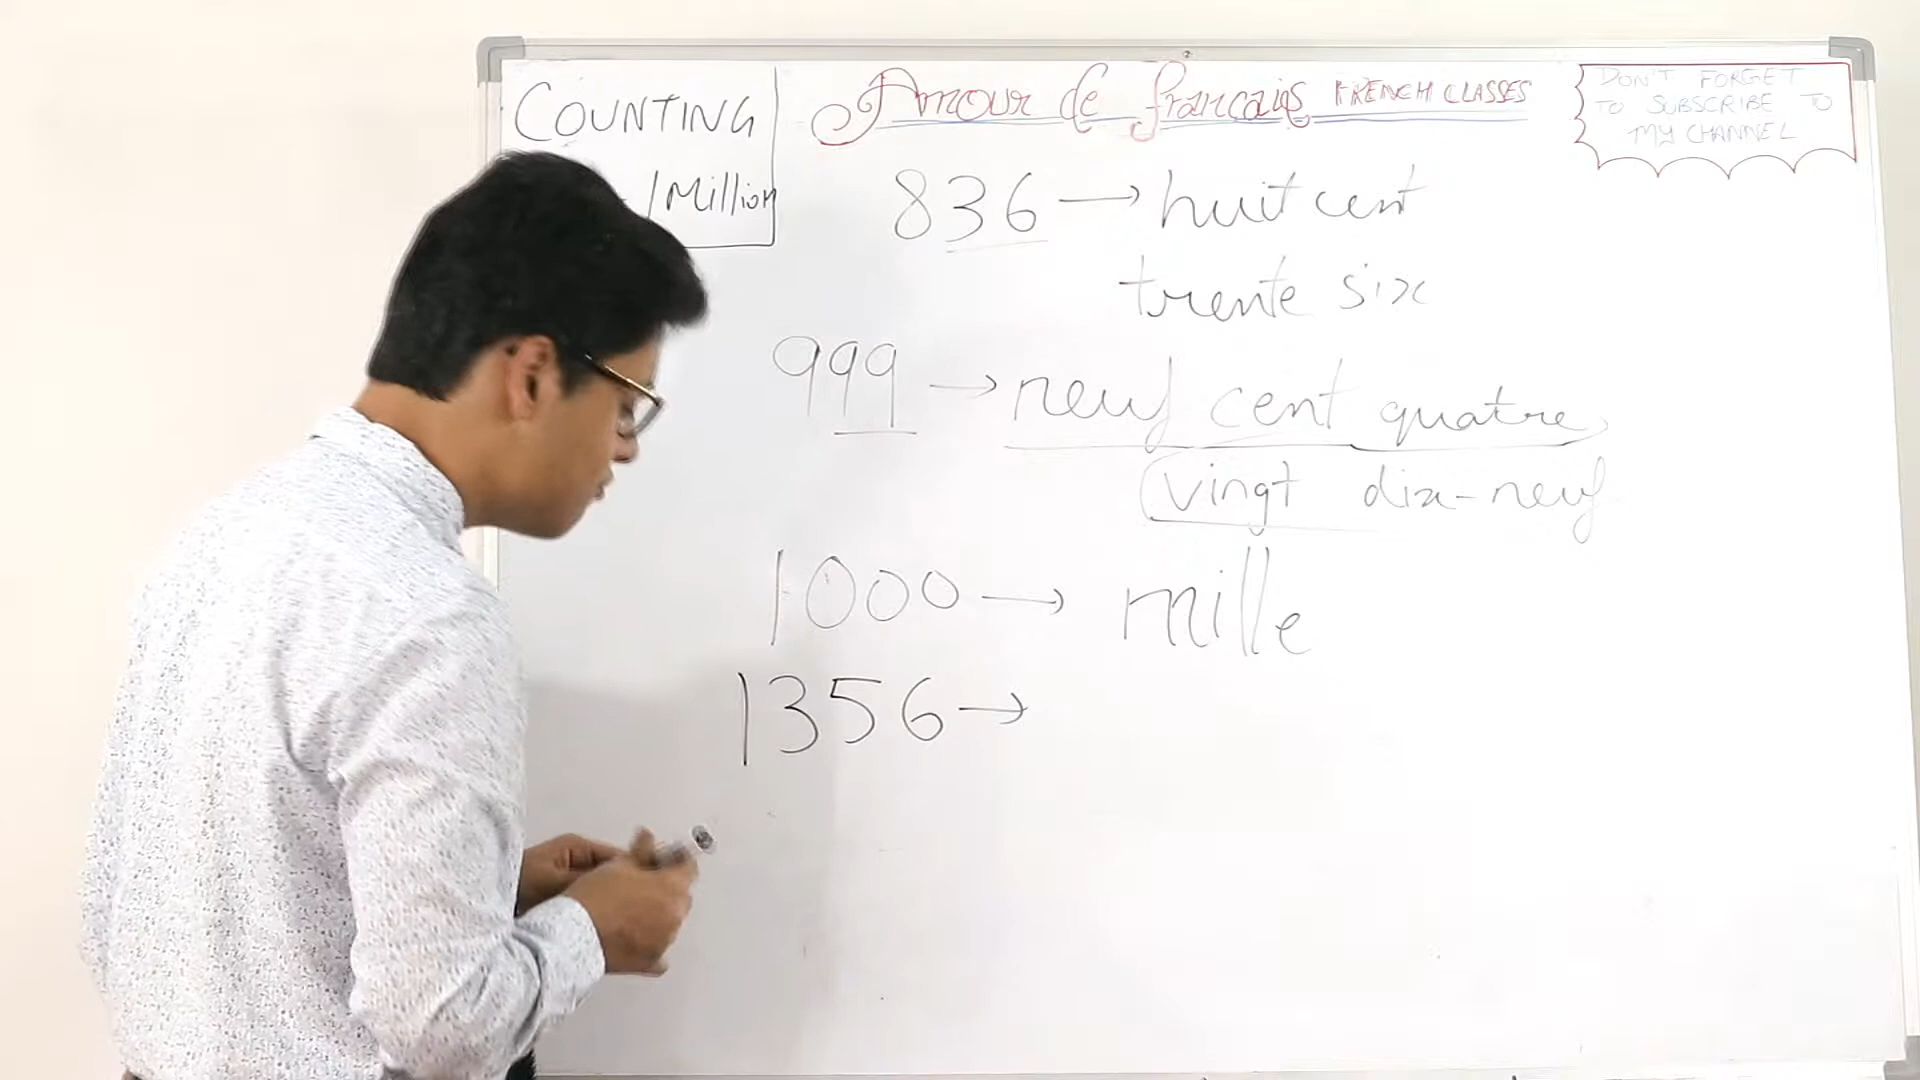 COUNTING
1 Million
Amour de francais FRENCH CLASSES
DON'T FORGET
TO SUBSCRIBE TO
MY CHANNEL
836 → huit cent
trente six
999 → neuf cent quatre
vingt dix-neuf
1000 → mille
1356 →